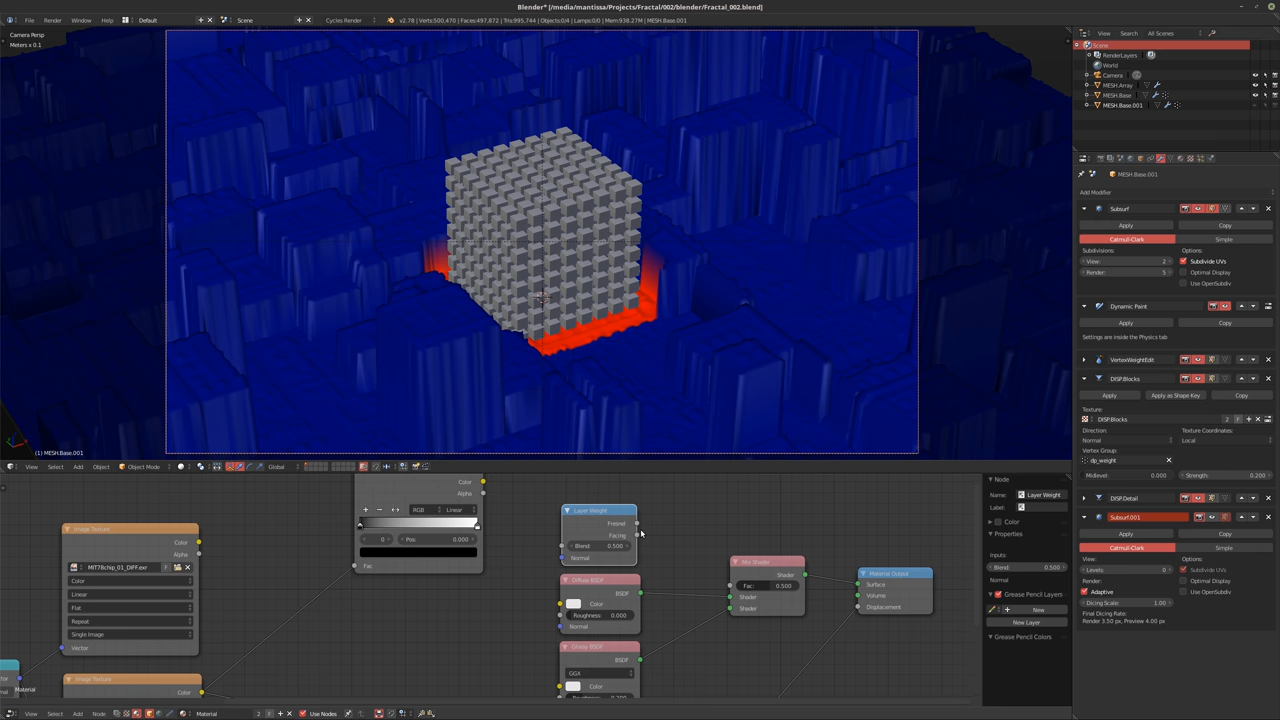 Blender* [/media/mantissa/Projects/Fractal/002/blender/Fractal_002.blend]
File Render Window Help Default Scene Cycles Render v2.78 | Verts:500,470 | Faces:497,872 | Tris:995,744 | Objects:0/4 | Lamps:0/0 | Mem:938.27M | MESH.Base.001
Camera Persp
Meters x 0.1
(1) MESH.Base.001
View Select Add Object Object Mode Global
View Search All Scenes
Scene
RenderLayers
World
Camera
MESH.Array
MESH.Base
MESH.Base.001
MESH.Base.001
Add Modifier
Subsurf
Apply Copy
Catmull-Clark Simple
Subdivisions: Options:
View: 2 Subdivide UVs
Render: 5 Optimal Display
Use OpenSubdiv
Dynamic Paint
Apply Copy
Settings are inside the Physics tab
VertexWeightEdit
DISP.Blocks
Apply Apply as Shape Key Copy
Texture:
DISP.Blocks 2 F
Direction: Texture Coordinates:
Normal Local
Vertex Group:
dp_weight
Midlevel: 0.000 Strength: 0.200
DISP.Detail
Subsurf.001
Apply Copy
Catmull-Clark Simple
View: Options:
Levels: 0 Subdivide UVs
Render: Optimal Display
Adaptive Use OpenSubdiv
Dicing Scale: 1.00
Final Dicing Rate:
Render 3.50 px, Preview 4.00 px
Image Texture
Color
Alpha
MIT78chip_01_DIFF.exr F
Color
Linear
Flat
Repeat
Single Image
Vector
Image Texture
Color
Material
Color
Alpha
RGB Linear
0 Pos: 0.000
Fac
Layer Weight
Fresnel
Facing
Blend: 0.500
Normal
Diffuse BSDF
BSDF
Color
Roughness: 0.000
Normal
Glossy BSDF
BSDF
GGX
Color
Mix Shader
Shader
Fac: 0.500
Shader
Shader
Material Output
Surface
Volume
Displacement
Node
Name: Layer Weight
Label:
Color
Properties
Inputs:
Blend: 0.500
Normal
Grease Pencil Layers
New
New Layer
Grease Pencil Colors
View Select Add Node Material 2 F Use Nodes